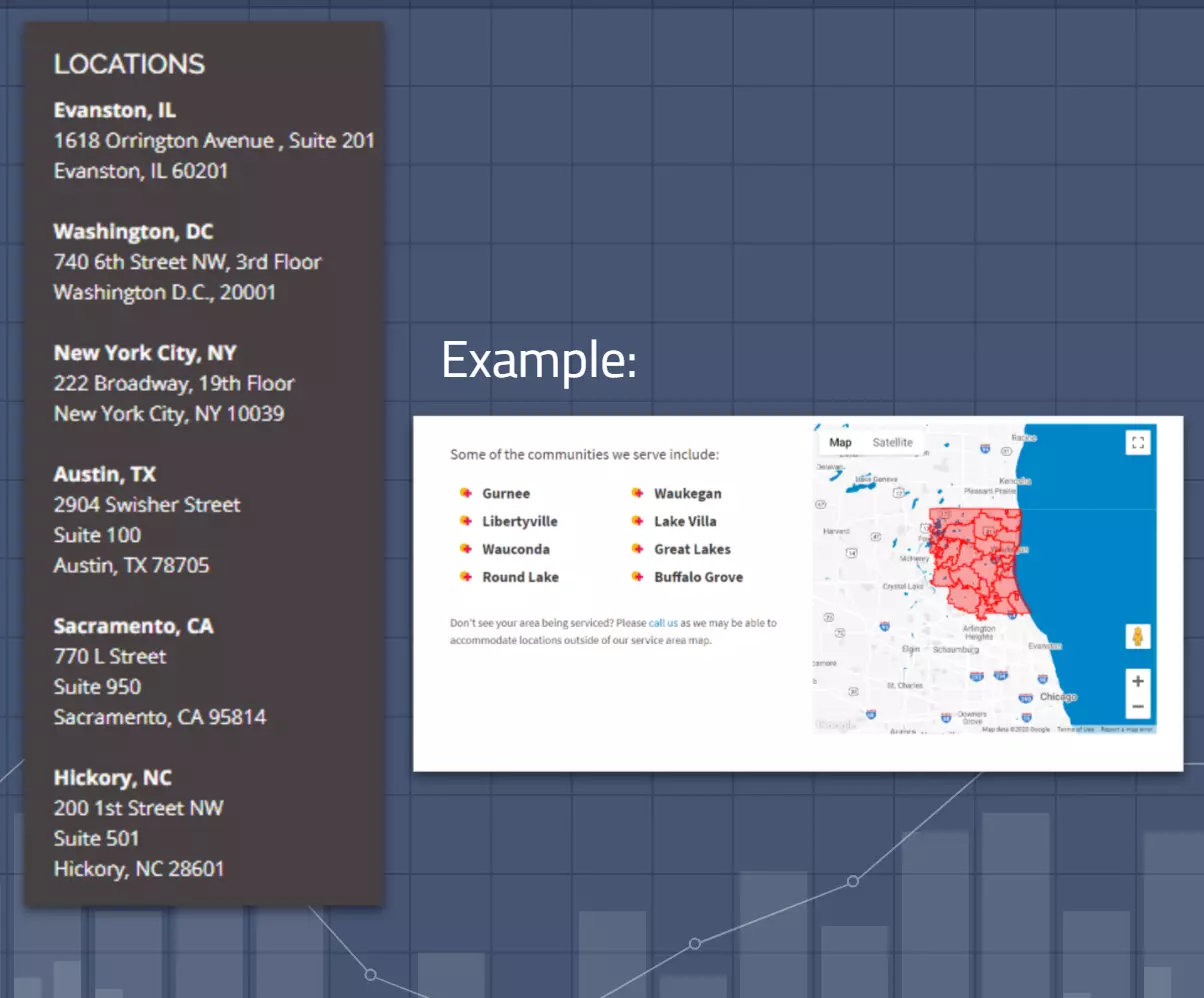 LOCATIONS
Evanston, IL
1618 Orrington Avenue , Suite 201
Evanston, IL 60201
Washington, DC
740 6th Street NW, 3rd Floor
Washington D.C., 20001
New York City, NY
222 Broadway, 19th Floor
New York City, NY 10039
Austin, TX
2904 Swisher Street
Suite 100
Austin, TX 78705
Sacramento, CA
770 L Street
Suite 950
Sacramento, CA 95814
Hickory, NC
200 1st Street NW
Suite 501
Hickory, NC 28601
Example:
Some of the communities we serve include:
Gurnee
Waukegan
Libertyville
Lake Villa
Wauconda
Great Lakes
Round Lake
Buffalo Grove
Don't see your area being serviced? Please call us as we may be able to
accommodate locations outside of our service area map.
Map
Satellite
Racine
Lake Geneva
Kenosha
Pleasant Prairie
Harvard
McHenry
Waukegan
Crystal Lake
Arlington
Heights
Evanston
Elgin
Schaumburg
St. Charles
Chicago
Downers
Grove
Aurora
Google
Map data ©2020 Google
Terms of Use
Report a map error